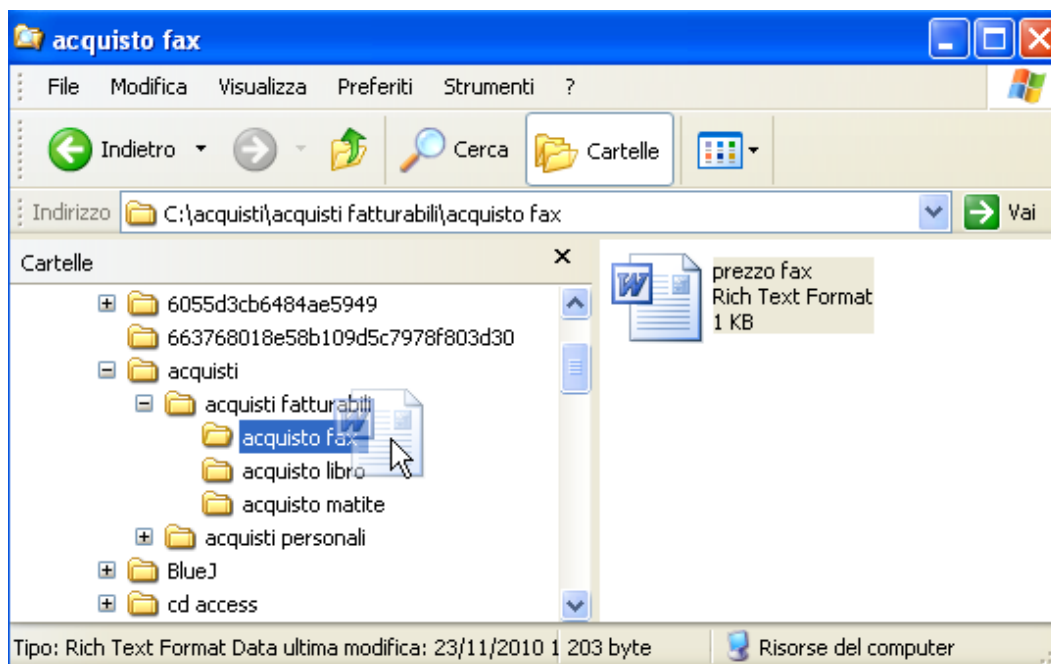 acquisto fax
File Modifica Visualizza Preferiti Strumenti ?
Indietro Cerca Cartelle
Indirizzo C:\acquisti\acquisti fatturabili\acquisto fax Vai
Cartelle
6055d3cb6484ae5949
663768018e58b109d5c7978f803d30
acquisti
acquisti fatturabili
acquisto fax
acquisto libro
acquisto matite
acquisti personali
BlueJ
cd access
prezzo fax
Rich Text Format
1 KB
Tipo: Rich Text Format Data ultima modifica: 23/11/2010 1 203 byte Risorse del computer